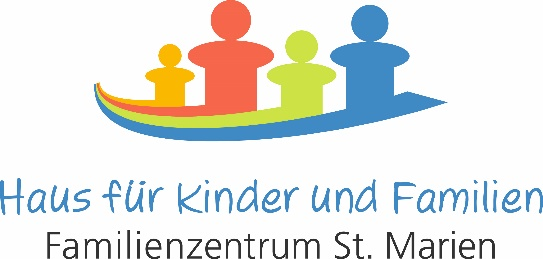 Haus für Kinder und Familien
Familienzentrum St. Marien